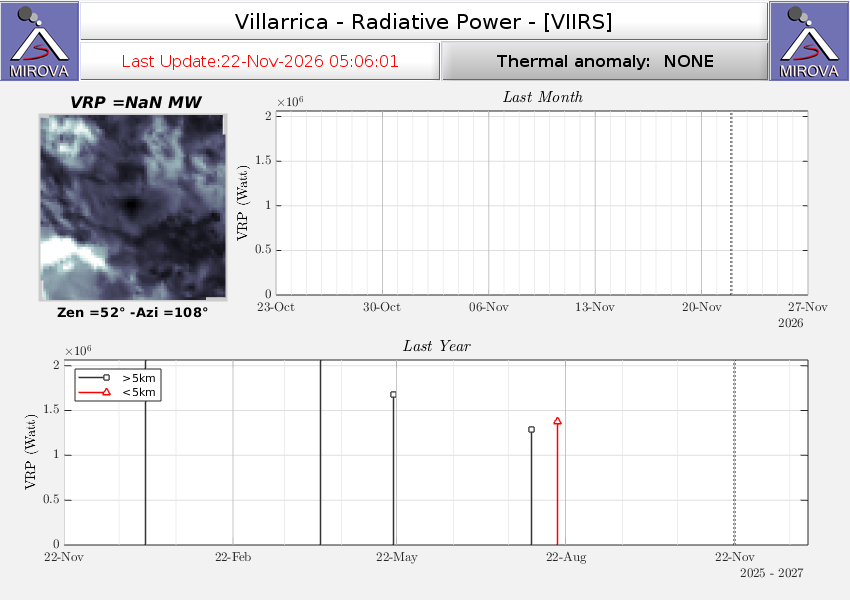 MIROVA
Villarrica - Radiative Power - [VIIRS]
MIROVA
Last Update:22-Nov-2026 05:06:01
Thermal anomaly: NONE
VRP =NaN MW
Zen =52° -Azi =108°
Last Month
×10⁶
VRP (Watt)
2
1.5
1
0.5
0
23-Oct 30-Oct 06-Nov 13-Nov 20-Nov 27-Nov
2026
Last Year
×10⁶
VRP (Watt)
2
1.5
1
0.5
0
>5km
<5km
22-Nov 22-Feb 22-May 22-Aug 22-Nov
2025 - 2027